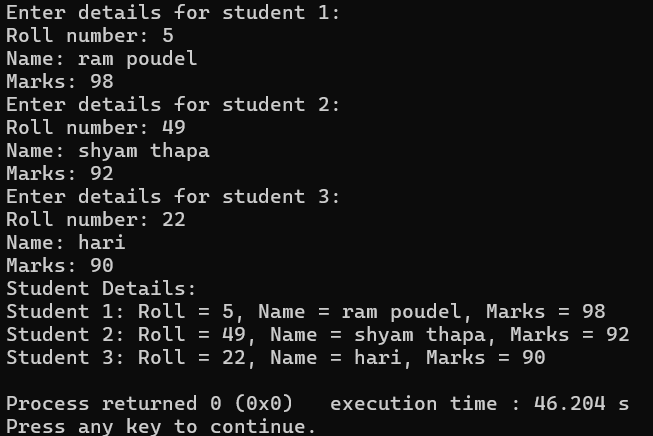 Enter details for student 1:
Roll number: 5
Name: ram poudel
Marks: 98
Enter details for student 2:
Roll number: 49
Name: shyam thapa
Marks: 92
Enter details for student 3:
Roll number: 22
Name: hari
Marks: 90
Student Details:
Student 1: Roll = 5, Name = ram poudel, Marks = 98
Student 2: Roll = 49, Name = shyam thapa, Marks = 92
Student 3: Roll = 22, Name = hari, Marks = 90
Process returned 0 (0x0)   execution time : 46.204 s
Press any key to continue.